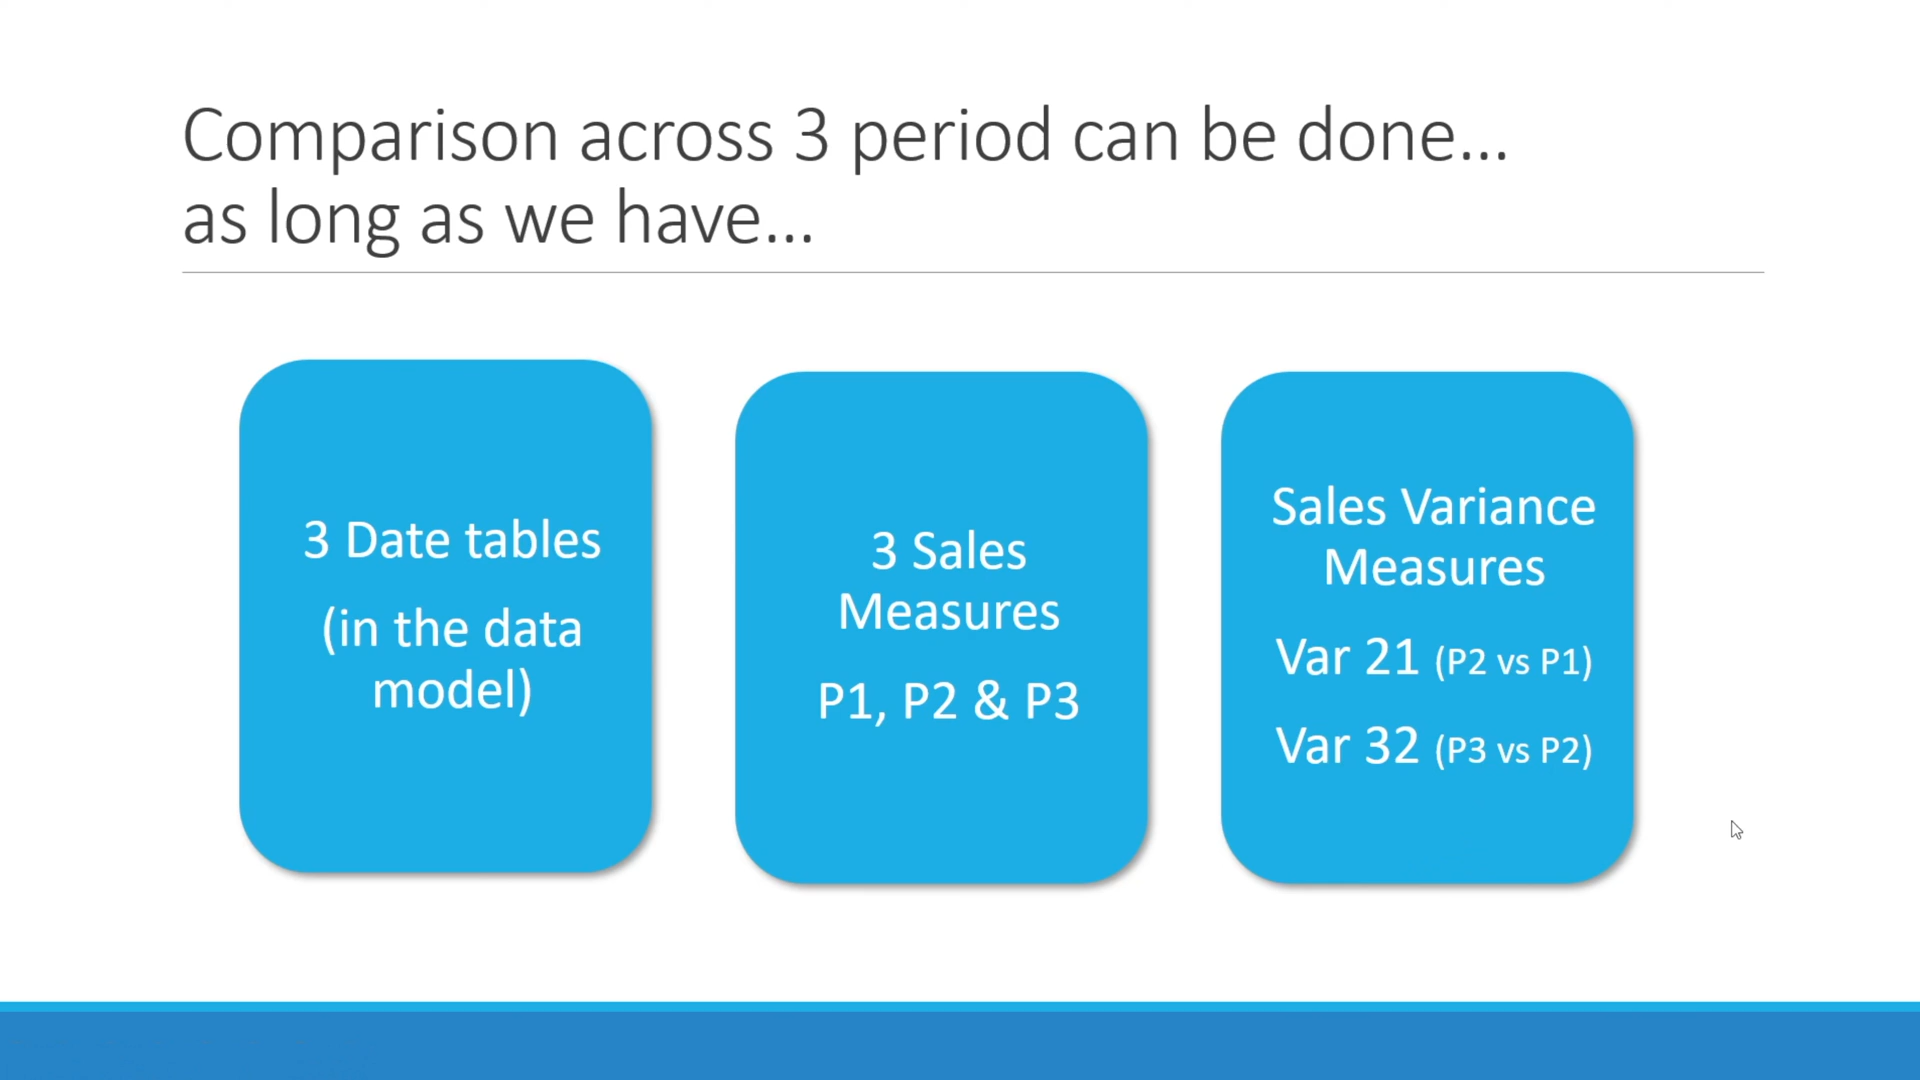 Comparison across 3 period can be done...
as long as we have...
3 Date tables
(in the data
model)
3 Sales
Measures
P1, P2 & P3
Sales Variance
Measures
Var 21 (P2 vs P1)
Var 32 (P3 vs P2)